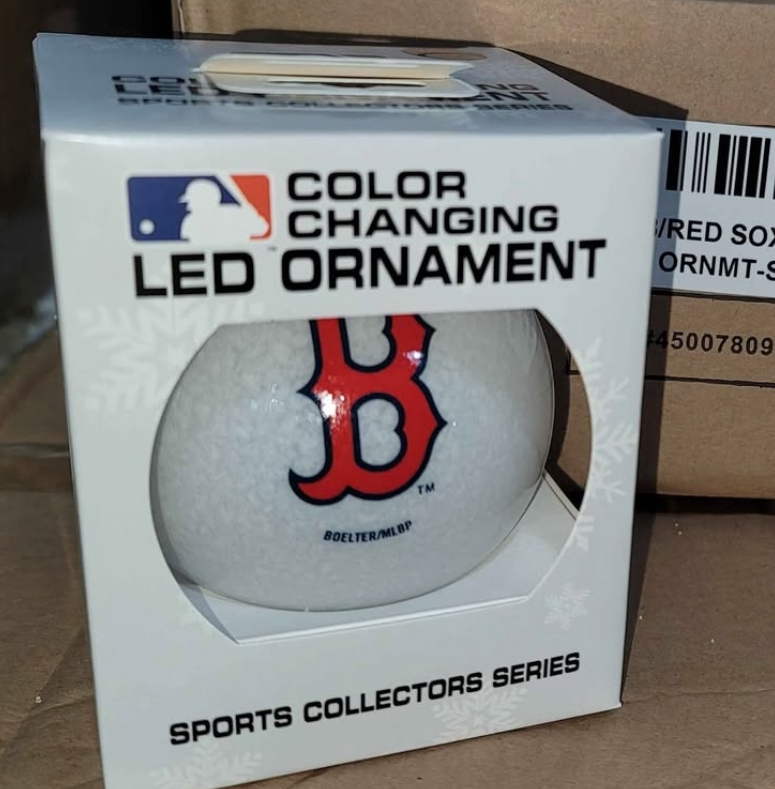 SPORTS COLLECTORS SERIES
COLOR
CHANGING
LED ORNAMENT
B
TM
BOELTER/MLBP
SPORTS COLLECTORS SERIES
/RED SOX
ORNMT-S
#45007809